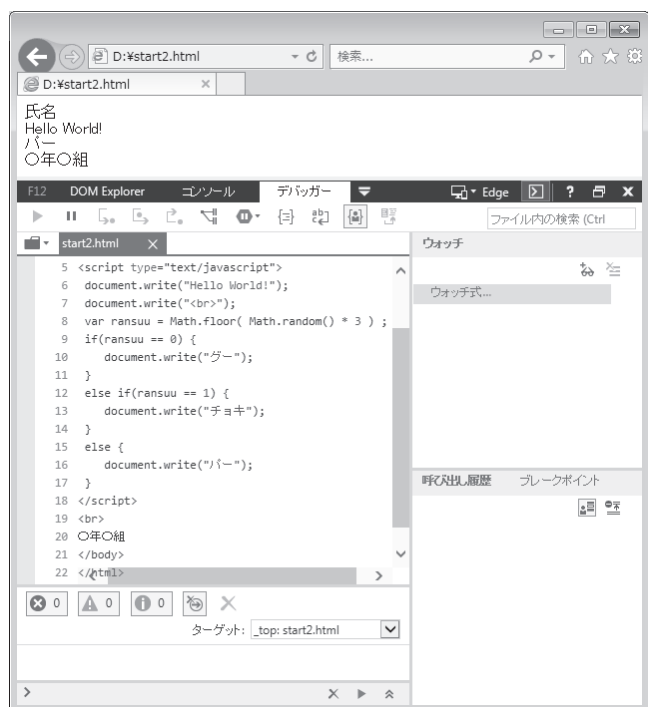 D:¥start2.html
検索...
D:¥start2.html ×
氏名
Hello World!
パー
〇年〇組
F12 DOM Explorer コンソール デバッガー Edge ?
ファイル内の検索 (Ctrl
start2.html
ウォッチ
ウォッチ式...
5 <script type="text/javascript">
6 document.write("Hello World!");
7 document.write("<br>");
8 var ransuu = Math.floor( Math.random() * 3 ) ;
9 if(ransuu == 0) {
10 document.write("グー");
11 }
12 else if(ransuu == 1) {
13 document.write("チョキ");
14 }
15 else {
16 document.write("パー");
17 }
18 </script>
19 <br>
20 〇年〇組
21 </body>
22 </html>
呼び出し履歴 ブレークポイント
0 0 0
ターゲット: _top: start2.html
>